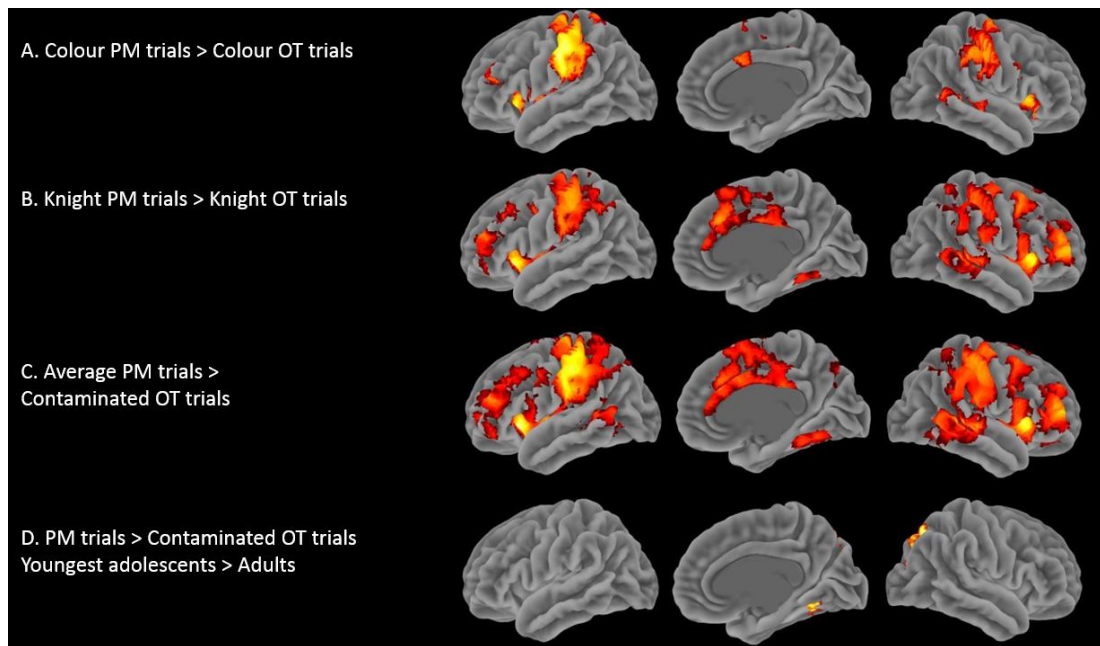 A. Colour PM trials > Colour OT trials
B. Knight PM trials > Knight OT trials
C. Average PM trials >
Contaminated OT trials
D. PM trials > Contaminated OT trials
Youngest adolescents > Adults